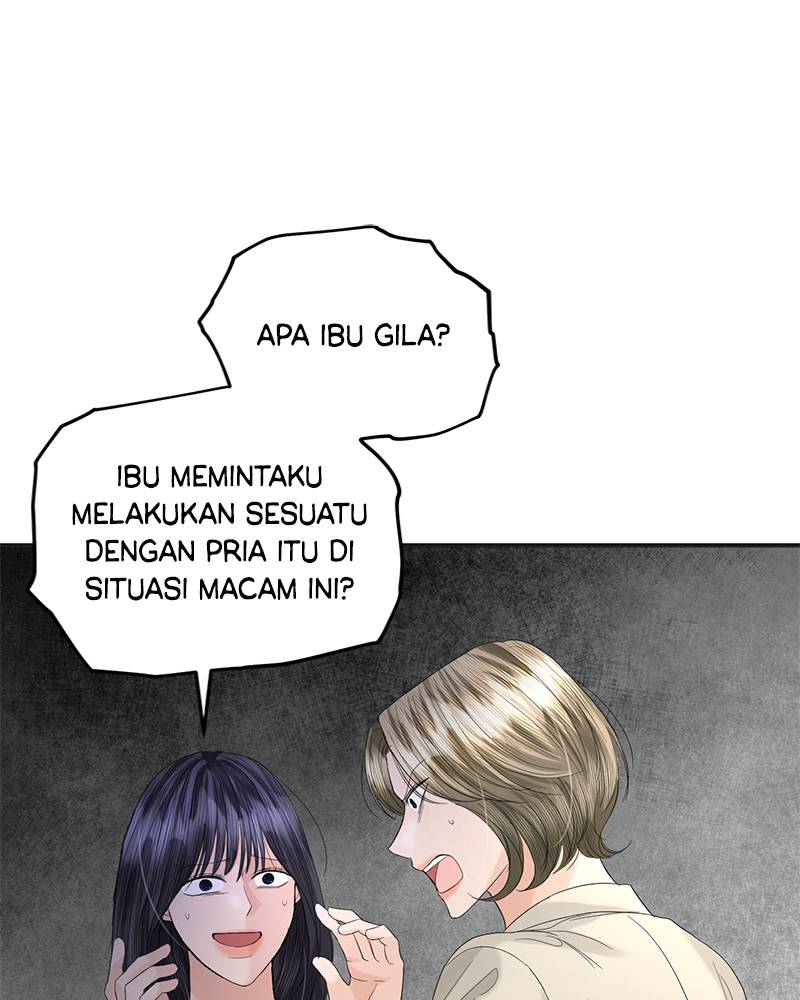 APA IBU GILA?
IBU MEMINTAKU
MELAKUKAN SESUATU
DENGAN PRIA ITU DI
SITUASI MACAM INI?